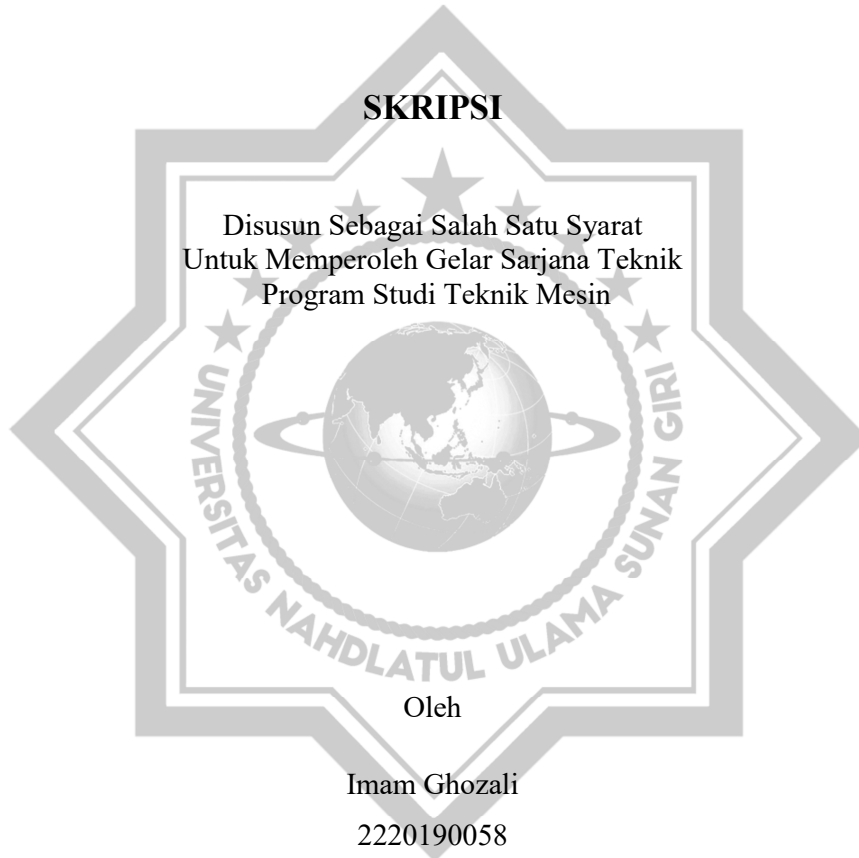 SKRIPSI
Disusun Sebagai Salah Satu Syarat
Untuk Memperoleh Gelar Sarjana Teknik
Program Studi Teknik Mesin
UNIVERSITAS NAHDLATUL ULAMA SUNAN GIRI
Oleh
Imam Ghozali
2220190058